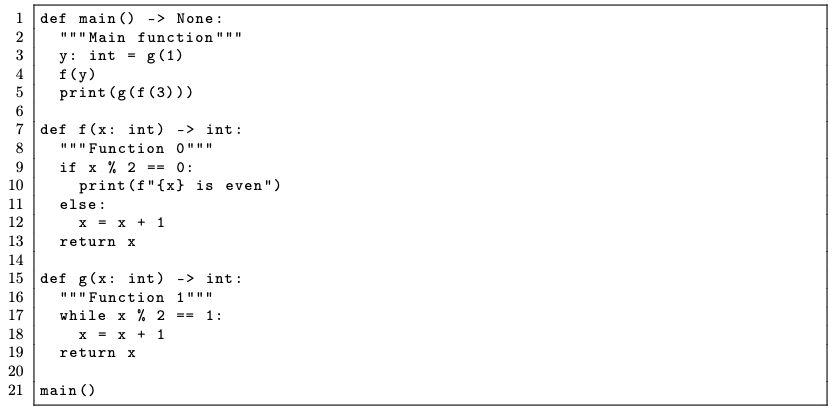 1 def main() -> None:
2   """Main function"""
3   y: int = g(1)
4   f(y)
5   print(g(f(3)))
6
7 def f(x: int) -> int:
8   """Function 0"""
9   if x % 2 == 0:
10     print(f"{x} is even")
11   else:
12     x = x + 1
13   return x
14
15 def g(x: int) -> int:
16   """Function 1"""
17   while x % 2 == 1:
18     x = x + 1
19   return x
20
21 main()